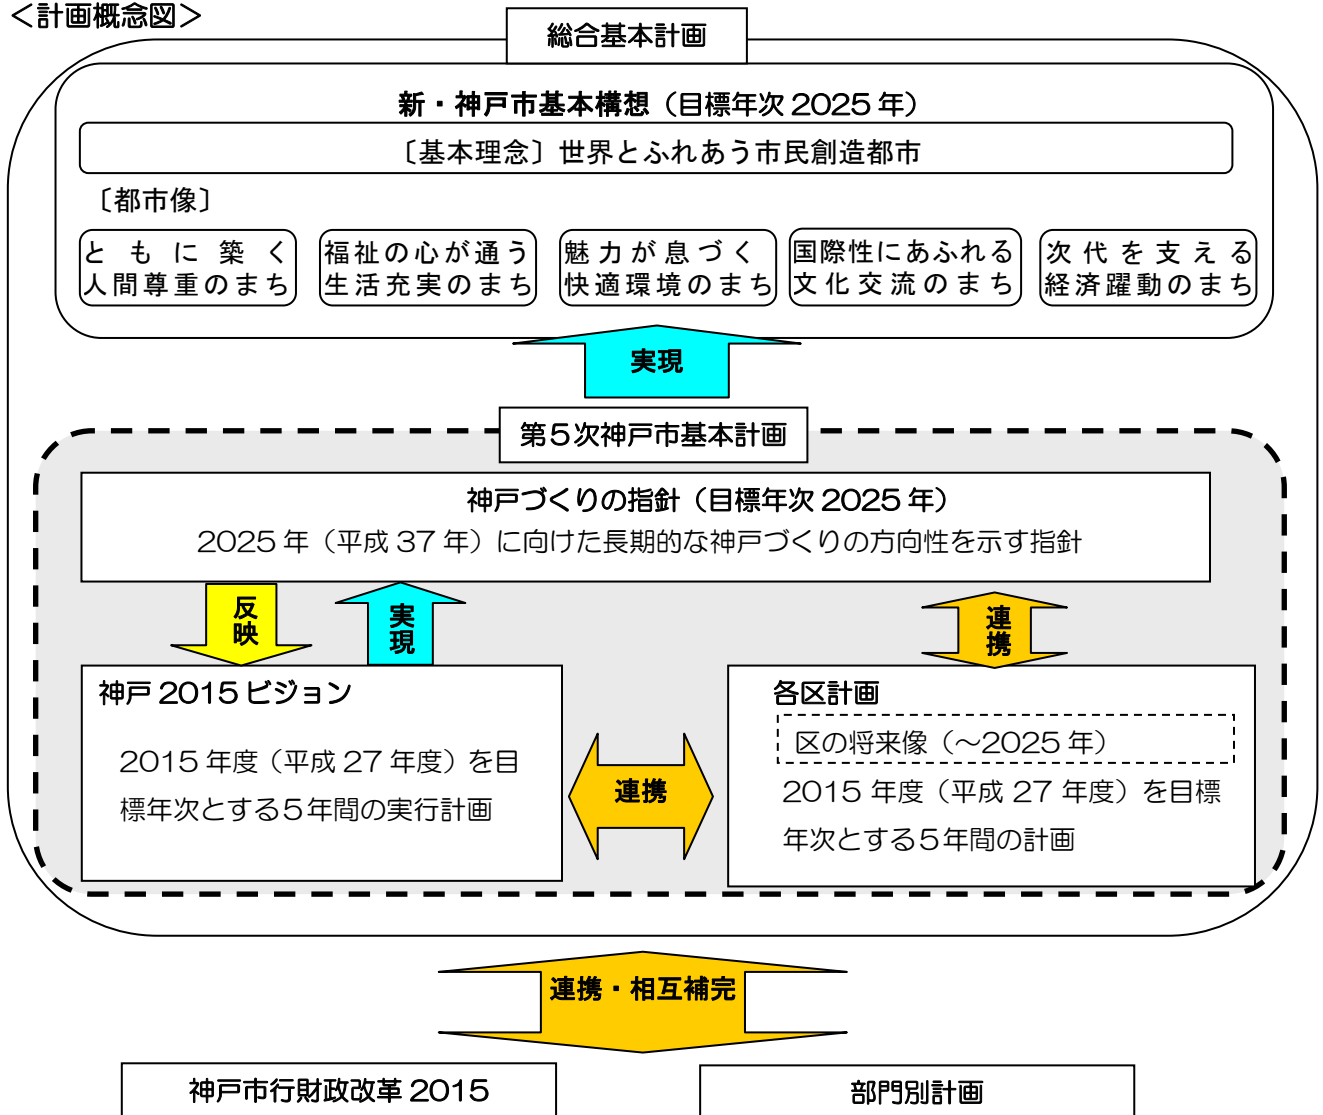 ＜計画概念図＞
総合基本計画
新・神戸市基本構想（目標年次 2025 年）
〔基本理念〕世界とふれあう市民創造都市
〔都市像〕
ともに築く
人間尊重のまち
福祉の心が通う
生活充実のまち
魅力が息づく
快適環境のまち
国際性にあふれる
文化交流のまち
次代を支える
経済躍動のまち
実現
第５次神戸市基本計画
神戸づくりの指針（目標年次 2025 年）
2025 年（平成 37 年）に向けた長期的な神戸づくりの方向性を示す指針
反映
実現
連携
神戸 2015 ビジョン
2015 年度（平成 27 年度）を目
標年次とする５年間の実行計画
連携
各区計画
区の将来像（～2025 年）
2015 年度（平成 27 年度）を目標
年次とする５年間の計画
連携・相互補完
神戸市行財政改革 2015
部門別計画